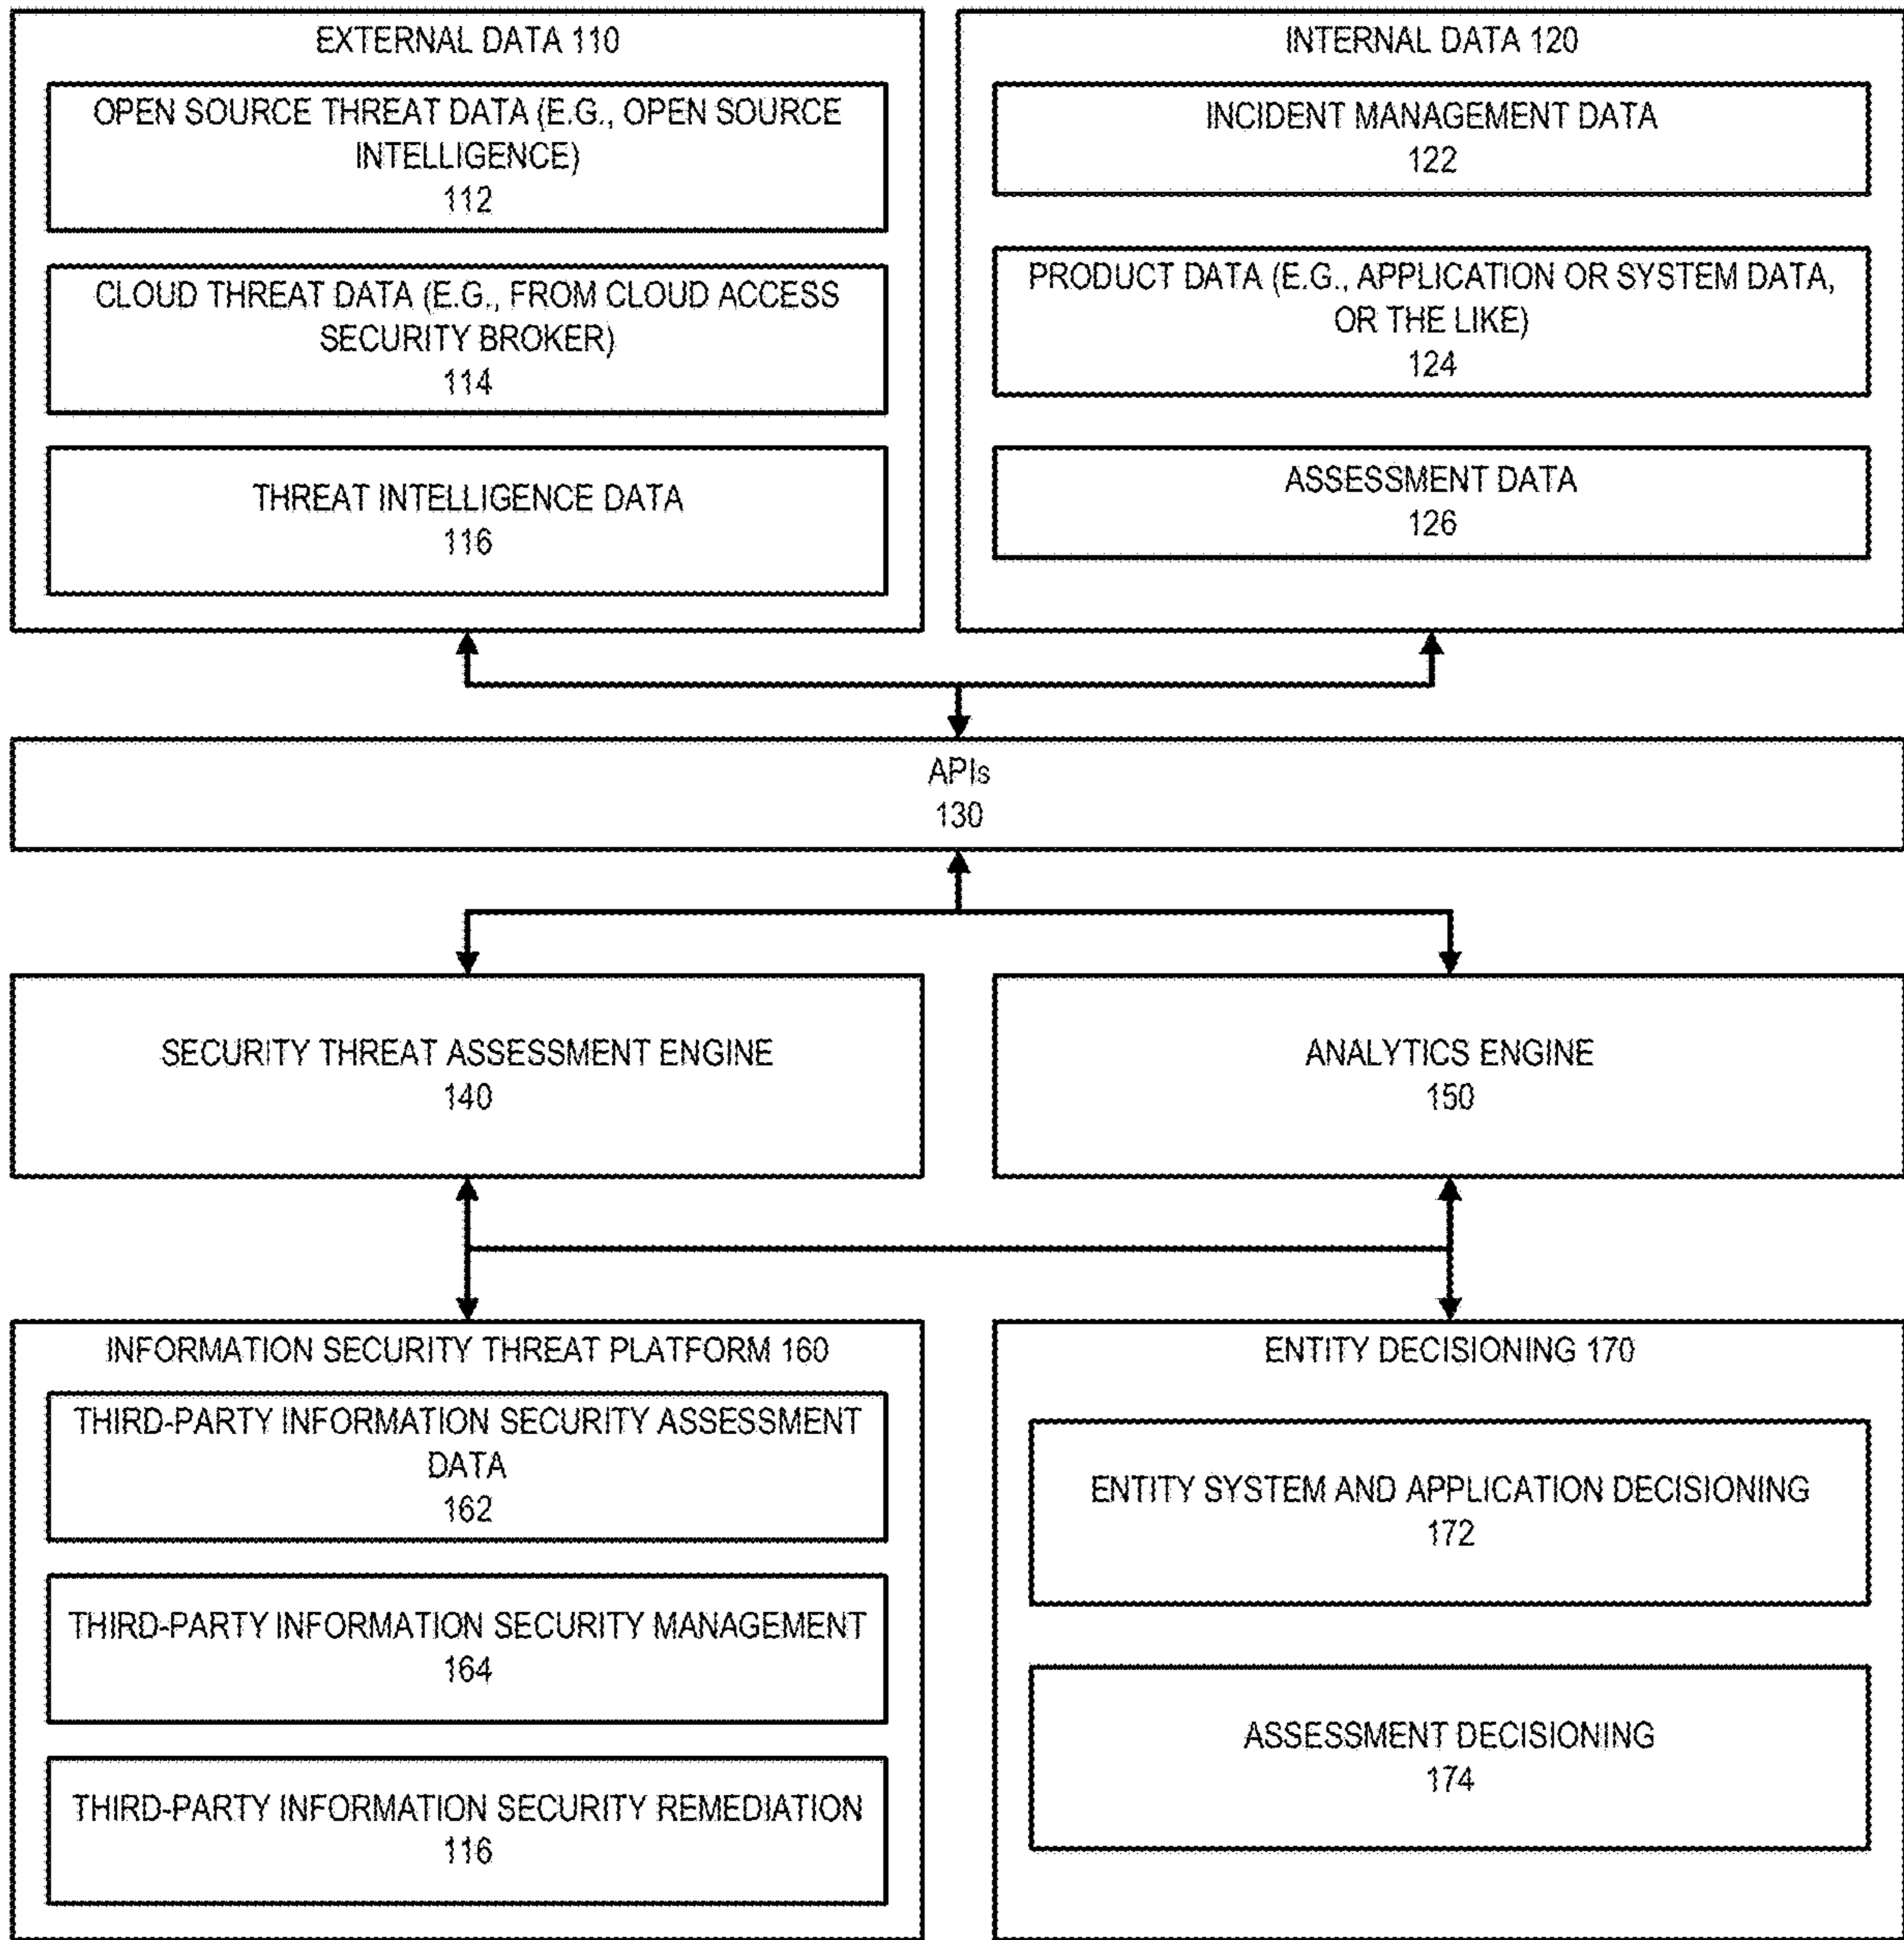 EXTERNAL DATA 110
OPEN SOURCE THREAT DATA (E.G., OPEN SOURCE
INTELLIGENCE)
112
CLOUD THREAT DATA (E.G., FROM CLOUD ACCESS
SECURITY BROKER)
114
THREAT INTELLIGENCE DATA
116
INTERNAL DATA 120
INCIDENT MANAGEMENT DATA
122
PRODUCT DATA (E.G., APPLICATION OR SYSTEM DATA,
OR THE LIKE)
124
ASSESSMENT DATA
126
APIs
130
SECURITY THREAT ASSESSMENT ENGINE
140
ANALYTICS ENGINE
150
INFORMATION SECURITY THREAT PLATFORM 160
THIRD-PARTY INFORMATION SECURITY ASSESSMENT
DATA
162
THIRD-PARTY INFORMATION SECURITY MANAGEMENT
164
THIRD-PARTY INFORMATION SECURITY REMEDIATION
116
ENTITY DECISIONING 170
ENTITY SYSTEM AND APPLICATION DECISIONING
172
ASSESSMENT DECISIONING
174